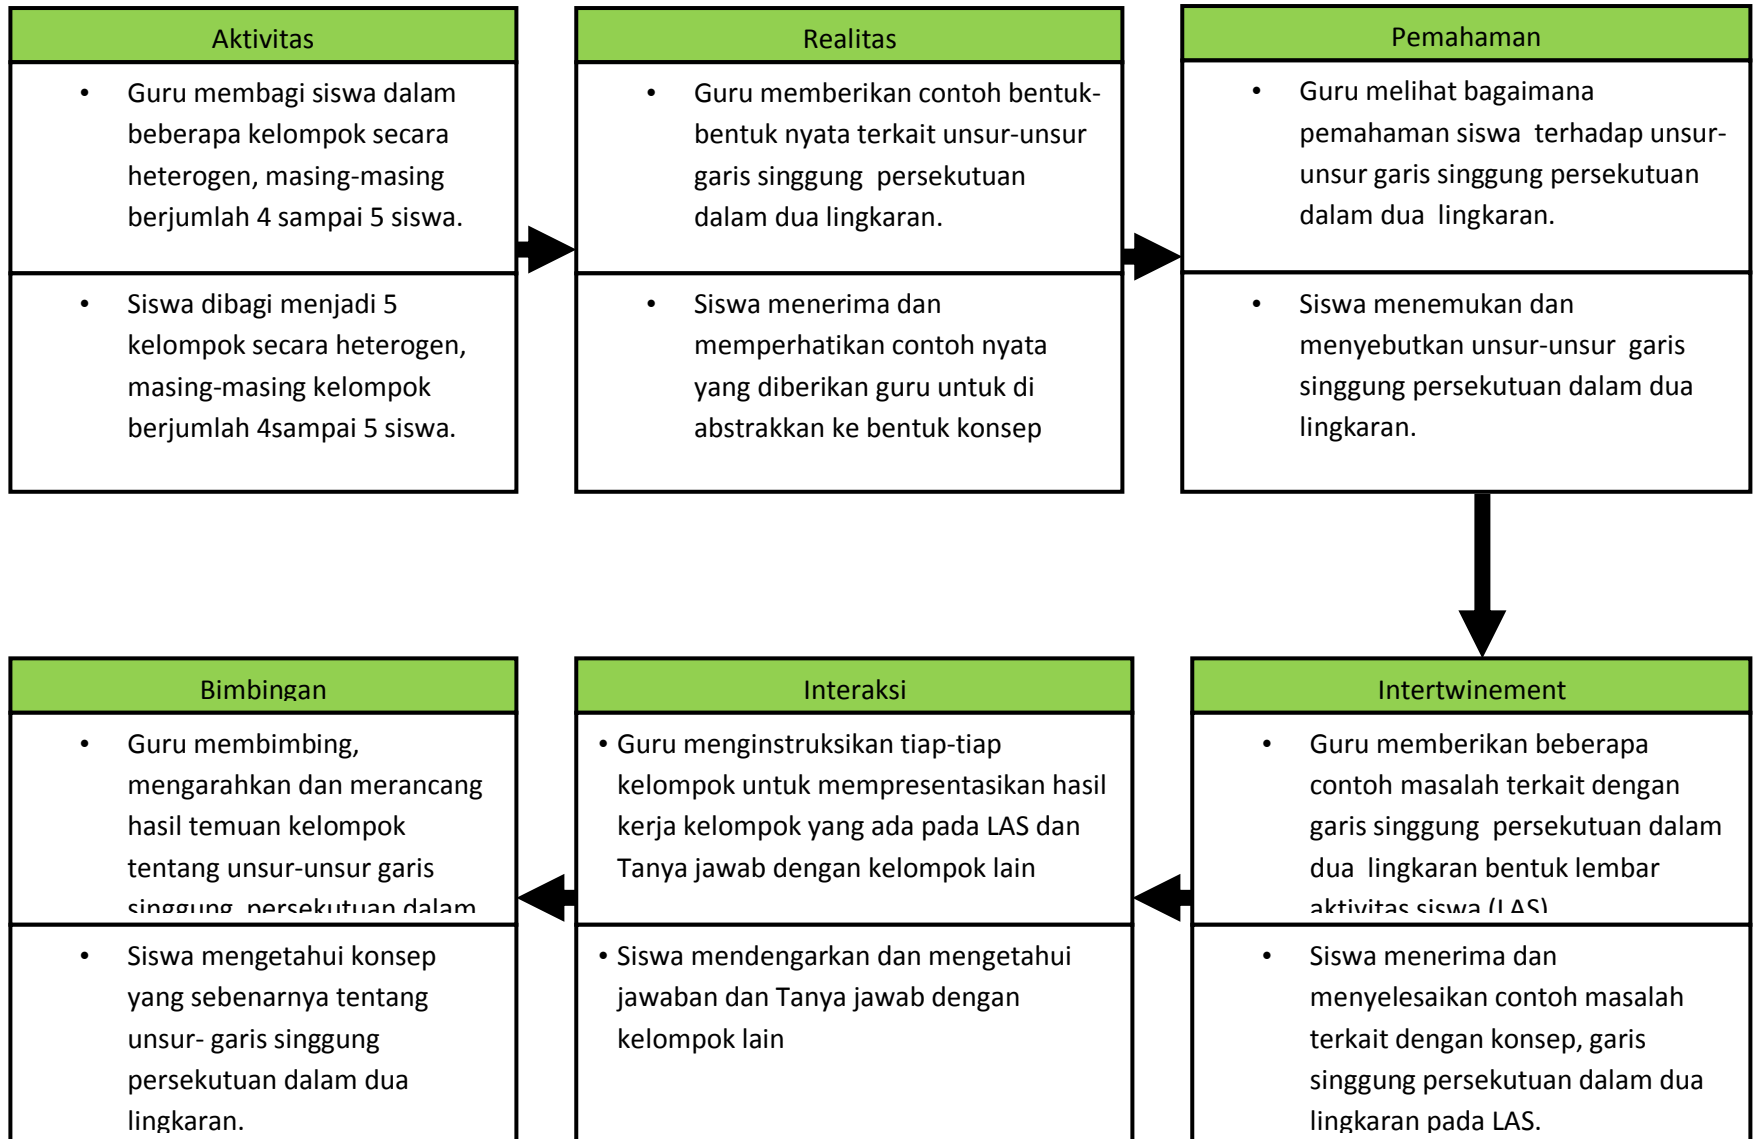 Aktivitas
• Guru membagi siswa dalam
beberapa kelompok secara
heterogen, masing-masing
berjumlah 4 sampai 5 siswa.
• Siswa dibagi menjadi 5
kelompok secara heterogen,
masing-masing kelompok
berjumlah 4sampai 5 siswa.
Realitas
• Guru memberikan contoh bentuk-
bentuk nyata terkait unsur-unsur
garis singgung persekutuan
dalam dua lingkaran.
• Siswa menerima dan
memperhatikan contoh nyata
yang diberikan guru untuk di
abstrakkan ke bentuk konsep
Pemahaman
• Guru melihat bagaimana
pemahaman siswa terhadap unsur-
unsur garis singgung persekutuan
dalam dua lingkaran.
• Siswa menemukan dan
menyebutkan unsur-unsur garis
singgung persekutuan dalam dua
lingkaran.
Intertwinement
• Guru memberikan beberapa
contoh masalah terkait dengan
garis singgung persekutuan dalam
dua lingkaran bentuk lembar
aktivitas siswa (LAS)
• Siswa menerima dan
menyelesaikan contoh masalah
terkait dengan konsep, garis
singgung persekutuan dalam dua
lingkaran pada LAS.
Interaksi
• Guru menginstruksikan tiap-tiap
kelompok untuk mempresentasikan hasil
kerja kelompok yang ada pada LAS dan
Tanya jawab dengan kelompok lain
• Siswa mendengarkan dan mengetahui
jawaban dan Tanya jawab dengan
kelompok lain
Bimbingan
• Guru membimbing,
mengarahkan dan merancang
hasil temuan kelompok
tentang unsur-unsur garis
singgung persekutuan dalam
• Siswa mengetahui konsep
yang sebenarnya tentang
unsur- garis singgung
persekutuan dalam dua
lingkaran.